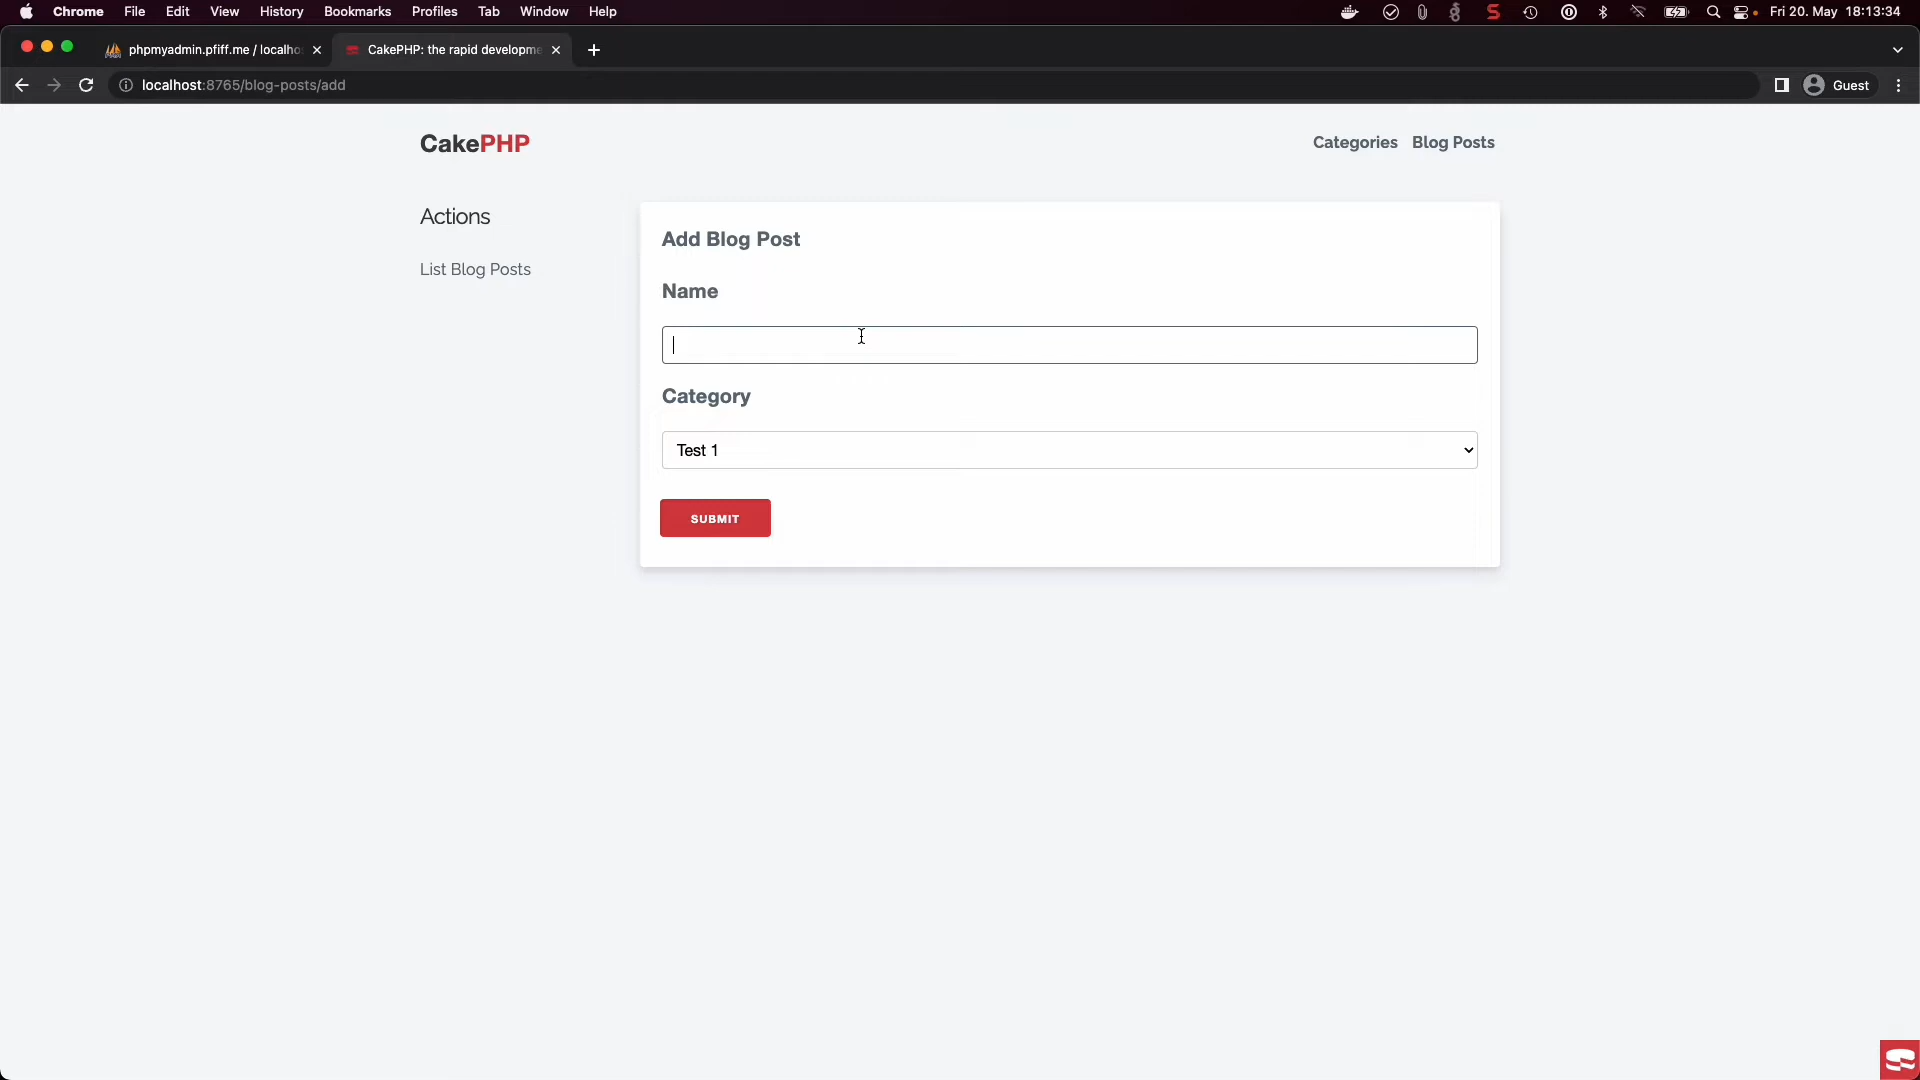 Chrome File Edit View History Bookmarks Profiles Tab Window Help Fri 20. May 18:13:34
phpmyadmin.pfiff.me / localho CakePHP: the rapid developme
localhost:8765/blog-posts/add Guest
CakePHP Categories Blog Posts
Actions
List Blog Posts
Add Blog Post
Name
Category
Test 1
SUBMIT